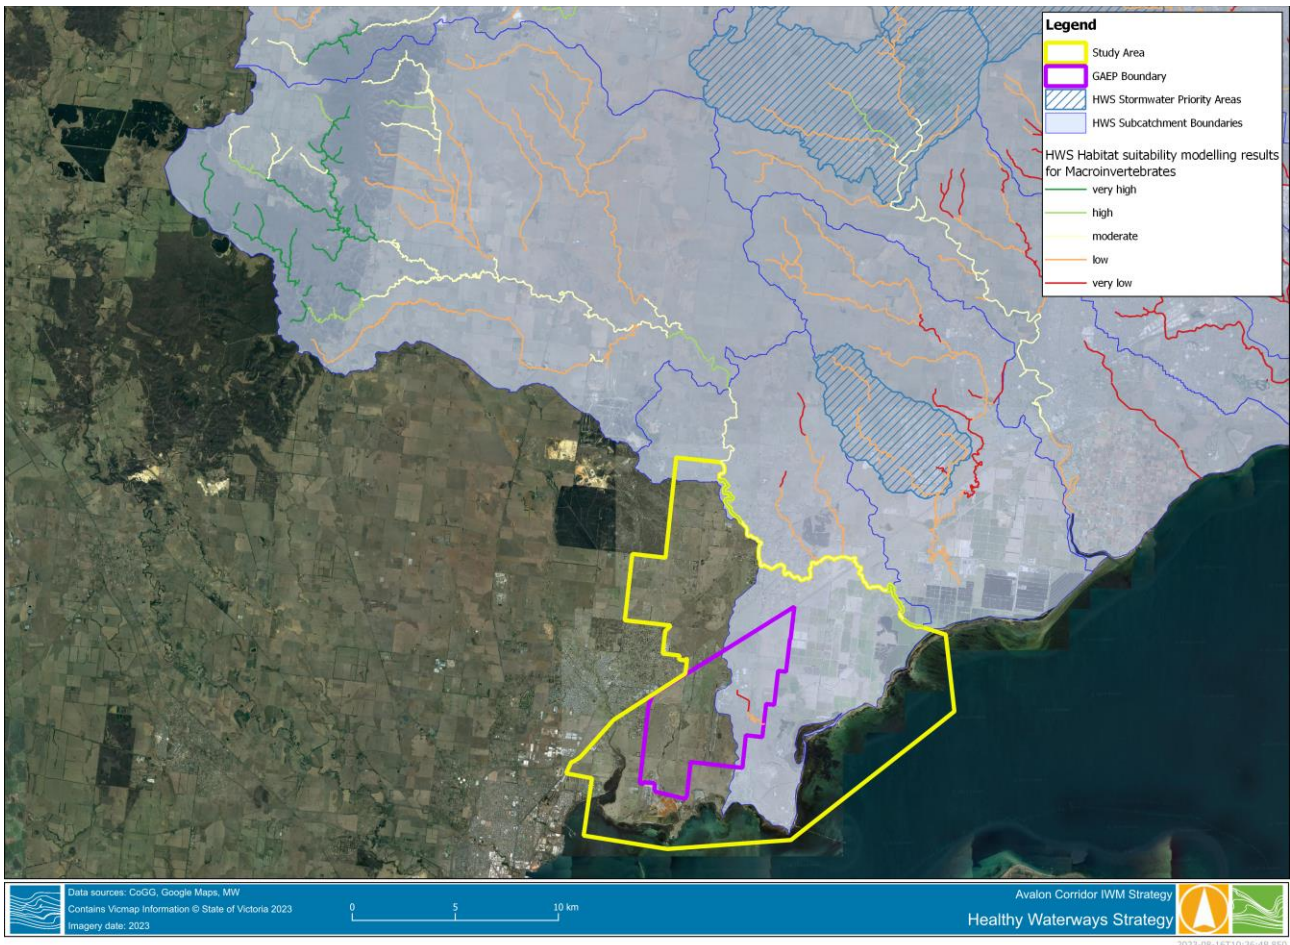 Legend
Study Area
GAEP Boundary
HWS Stormwater Priority Areas
HWS Subcatchment Boundaries
HWS Habitat suitability modelling results
for Macroinvertebrates
very high
high
moderate
low
very low
Data sources: CoGG, Google Maps, MW
Contains Vicmap Information © State of Victoria 2023
Imagery date: 2023
0 5 10 km
Avalon Corridor IWM Strategy
Healthy Waterways Strategy